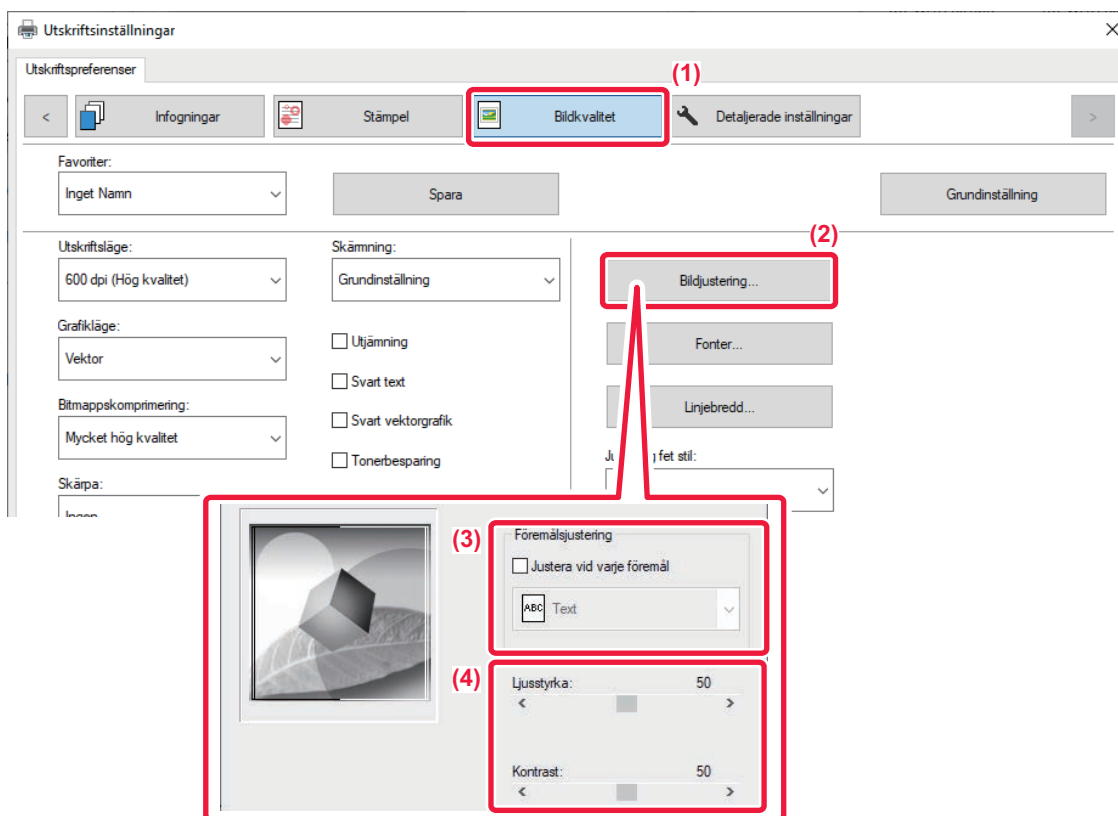 Utskriftsinställningar
Utskriftspreferenser
(1)
< Infogningar Stämpel Bildkvalitet Detaljerade inställningar >
Favoriter:
Inget Namn Spara Grundinställning
(2)
Utskriftsläge: Skärmning:
600 dpi (Hög kvalitet) Grundinställning Bildjustering...
Grafikläge:
Vektor Utjämning Fonter...
Svart text
Bitmappskomprimering:
Mycket hög kvalitet Svart vektorgrafik Linjebredd...
Tonerbesparing
fet stil:
Skärpa:
Ingen
(3) Föremålsjustering
Justera vid varje föremål
ABC Text
(4) Ljusstyrka: 50
< >
Kontrast: 50
< >